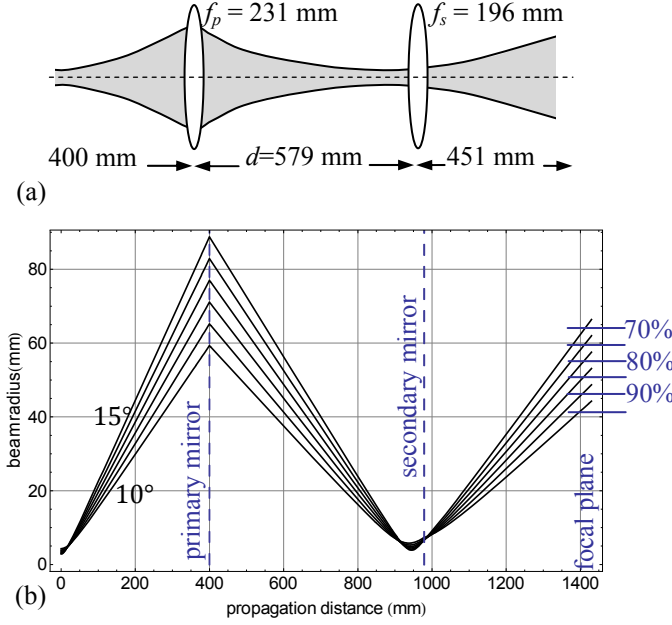 f_p = 231 mm
f_s = 196 mm
400 mm
d=579 mm
451 mm
(a)
80
60
40
20
0
beam radius (mm)
15°
10°
primary mirror
secondary mirror
focal plane
70%
80%
90%
0
200
400
600
800
1000
1200
1400
propagation distance (mm)
(b)